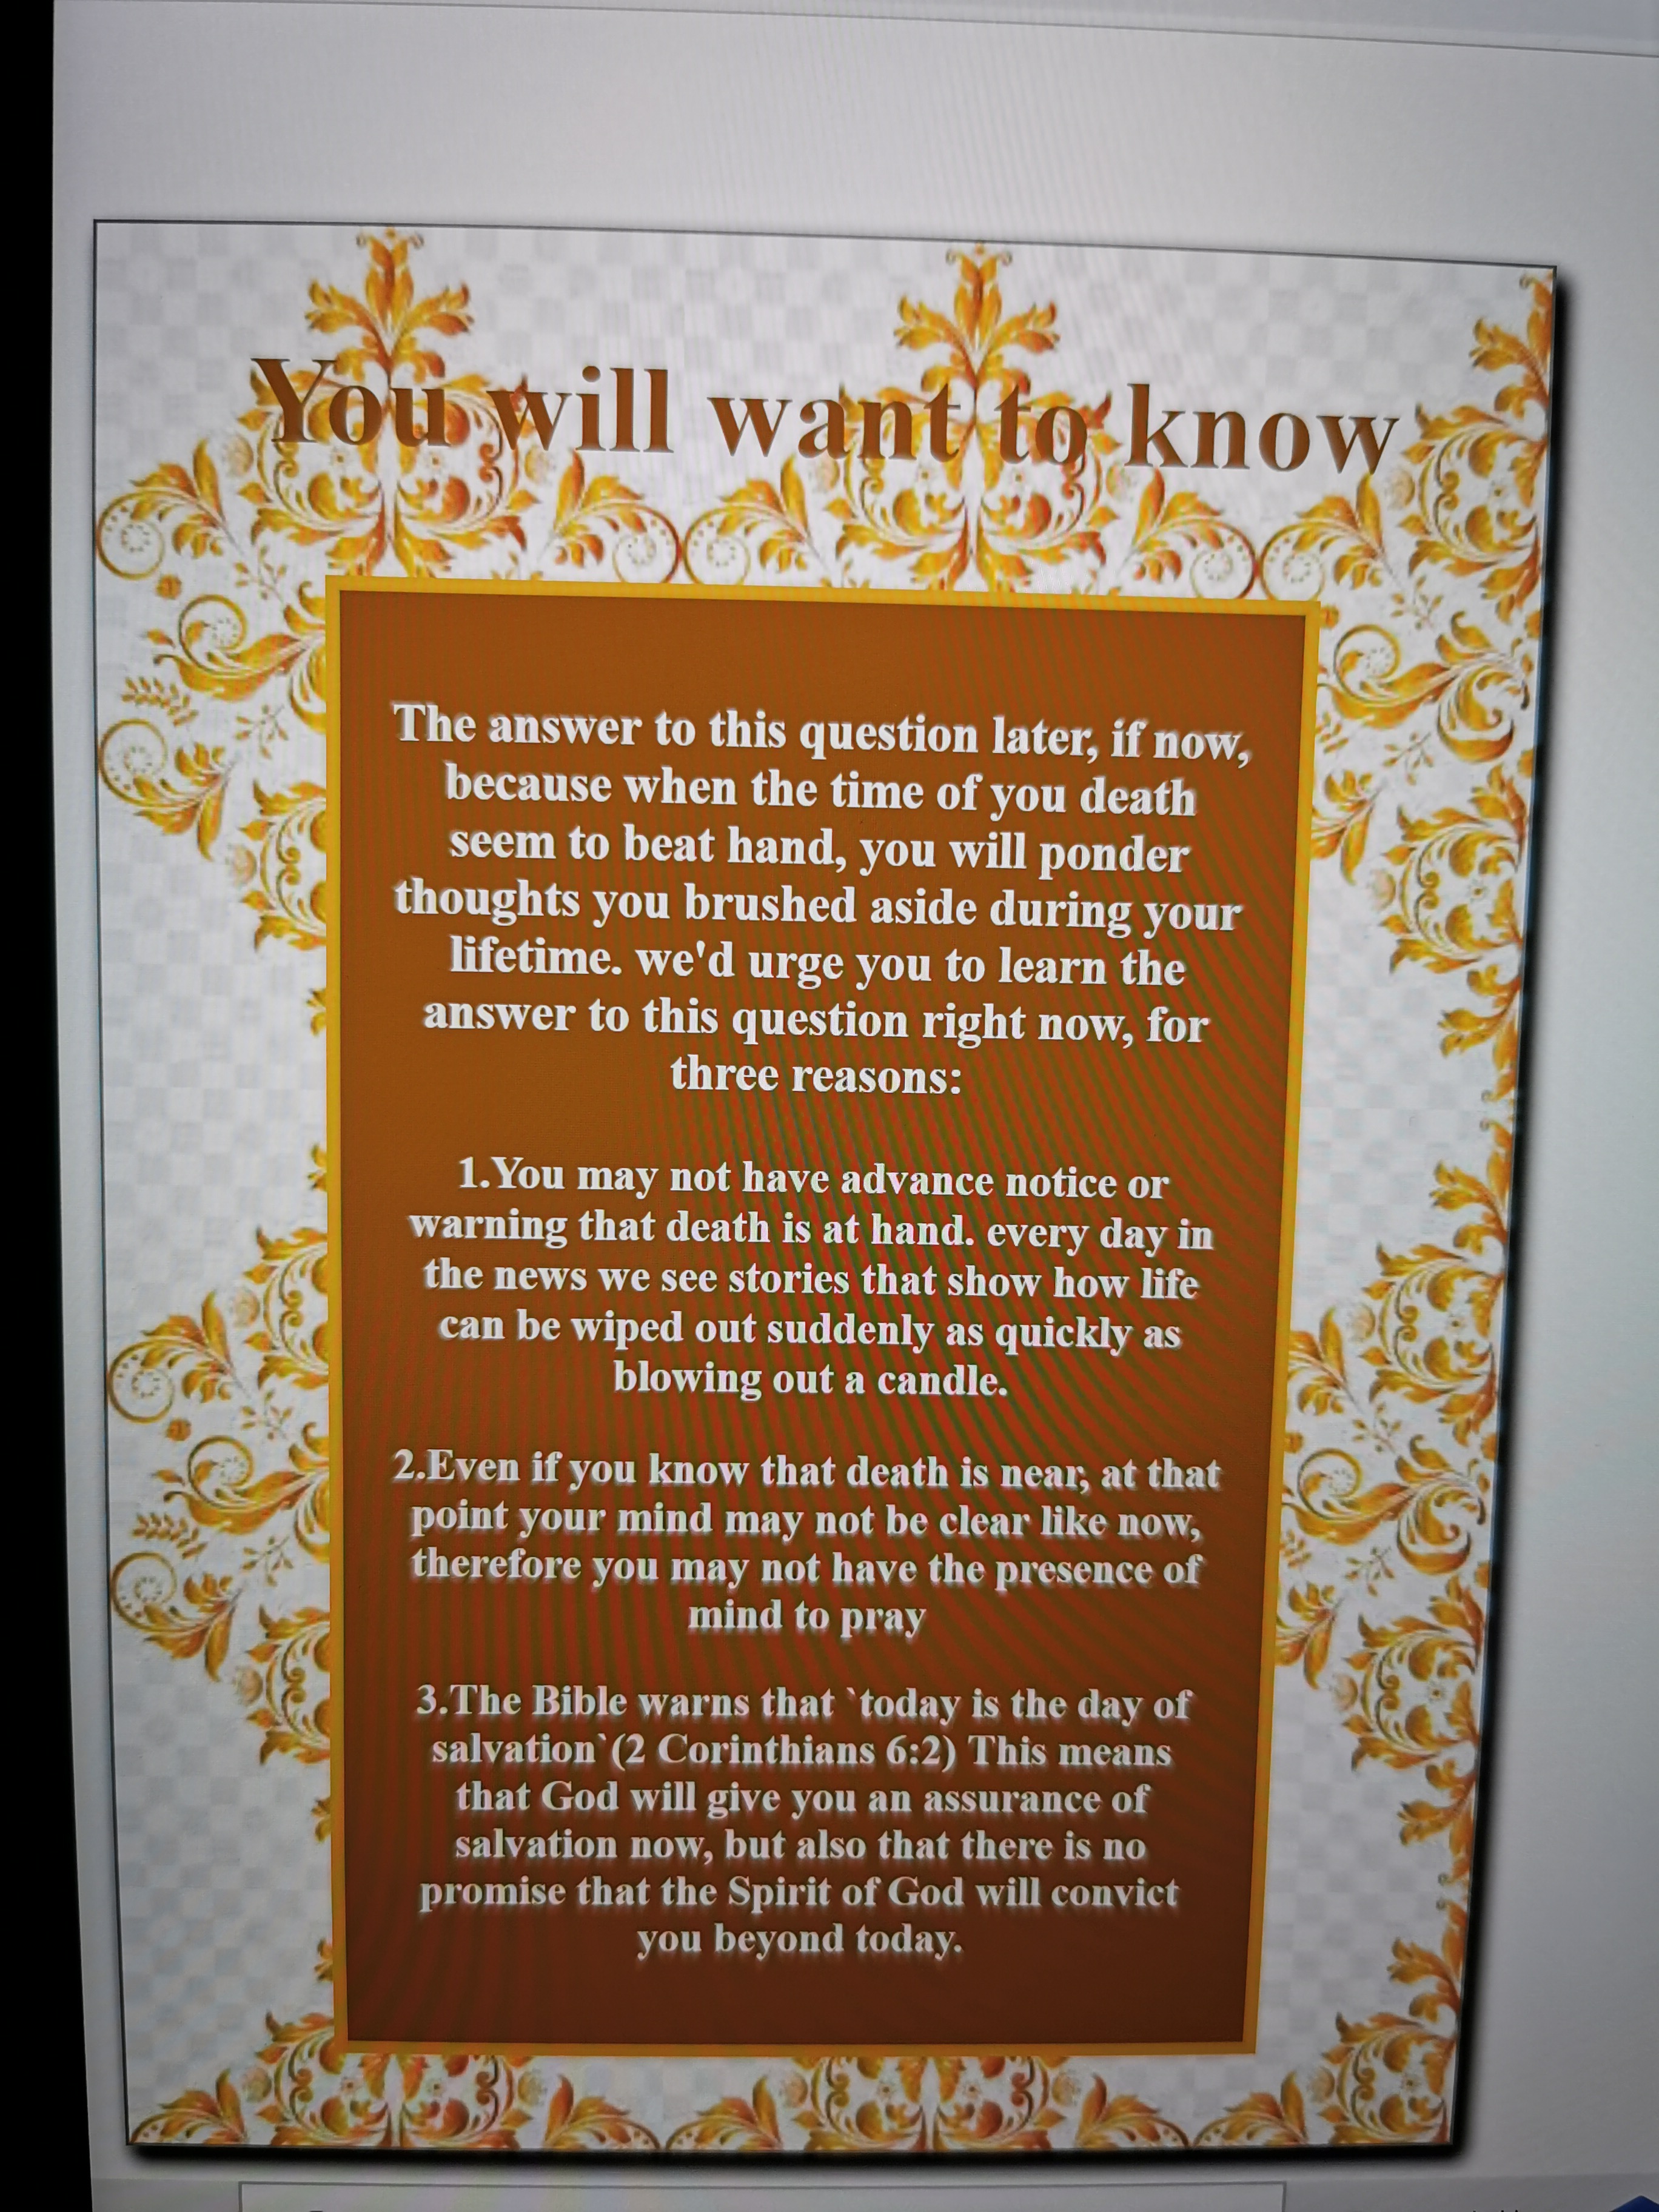 You will want to know
The answer to this question later, if now,
because when the time of you death
seem to beat hand, you will ponder
thoughts you brushed aside during your
lifetime. we'd urge you to learn the
answer to this question right now, for
three reasons:
1.You may not have advance notice or
warning that death is at hand. every day in
the news we see stories that show how life
can be wiped out suddenly as quickly as
blowing out a candle.
2.Even if you know that death is near, at that
point your mind may not be clear like now,
therefore you may not have the presence of
mind to pray
3.The Bible warns that `today is the day of
salvation`(2 Corinthians 6:2) This means
that God will give you an assurance of
salvation now, but also that there is no
promise that the Spirit of God will convict
you beyond today.